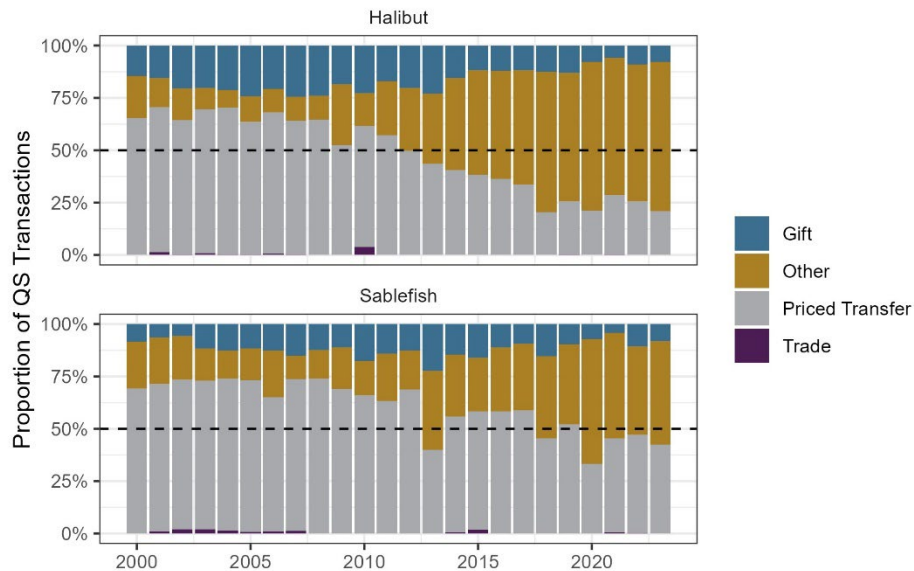 Halibut
100%
75%
50%
25%
0%
Sablefish
100%
75%
50%
25%
0%
2000
2005
2010
2015
2020
Proportion of QS Transactions
Gift
Other
Priced Transfer
Trade